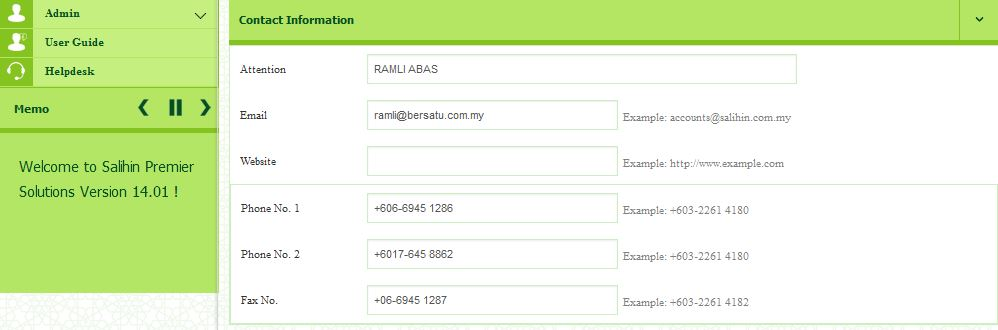 Admin
User Guide
Helpdesk
Memo
Welcome to Salihin Premier
Solutions Version 14.01 !
Contact Information
Attention RAMLI ABAS
Email ramli@bersatu.com.my Example: accounts@salihin.com.my
Website Example: http://www.example.com
Phone No. 1 +606-6945 1286 Example: +603-2261 4180
Phone No. 2 +6017-645 8862 Example: +603-2261 4180
Fax No. +06-6945 1287 Example: +603-2261 4182